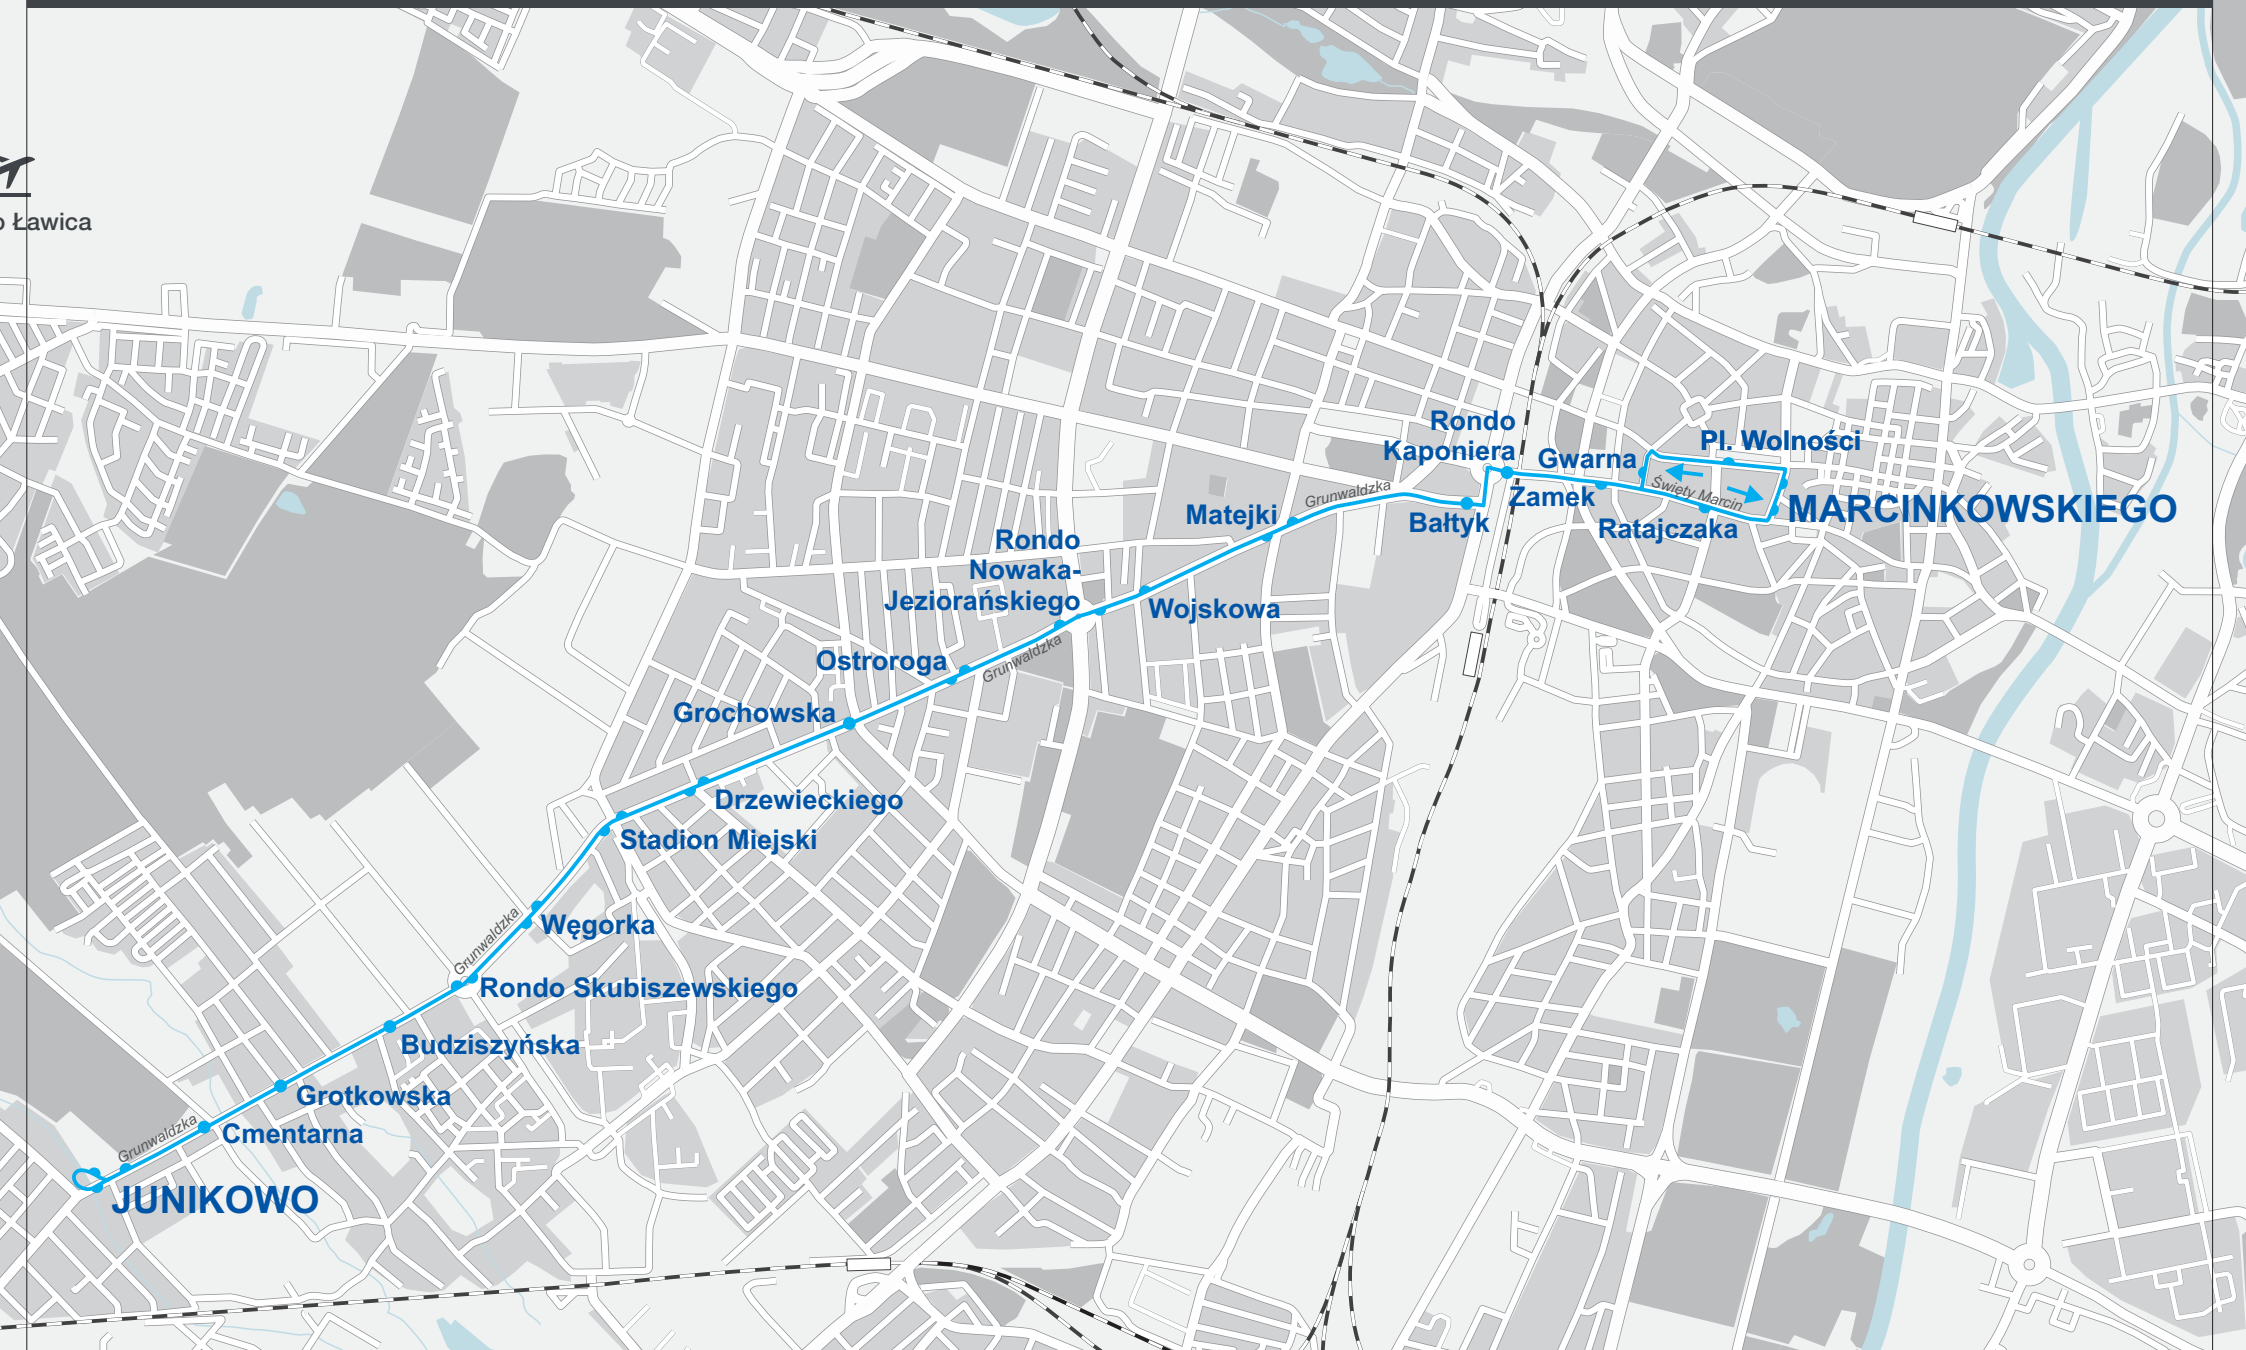 Ławica
Rondo
Kaponiera
Pl. Wolności
Gwarna
Święty Marcin
Zamek
MARCINKOWSKIEGO
Grunwaldzka
Matejki
Bałtyk
Ratajczaka
Rondo
Nowaka-
Jeziorańskiego
Wojskowa
Grunwaldzka
Ostroroga
Grochowska
Drzewieckiego
Stadion Miejski
Węgorka
Grunwaldzka
Rondo Skubiszewskiego
Budziszyńska
Grotkowska
Cmentarna
Grunwaldzka
JUNIKOWO